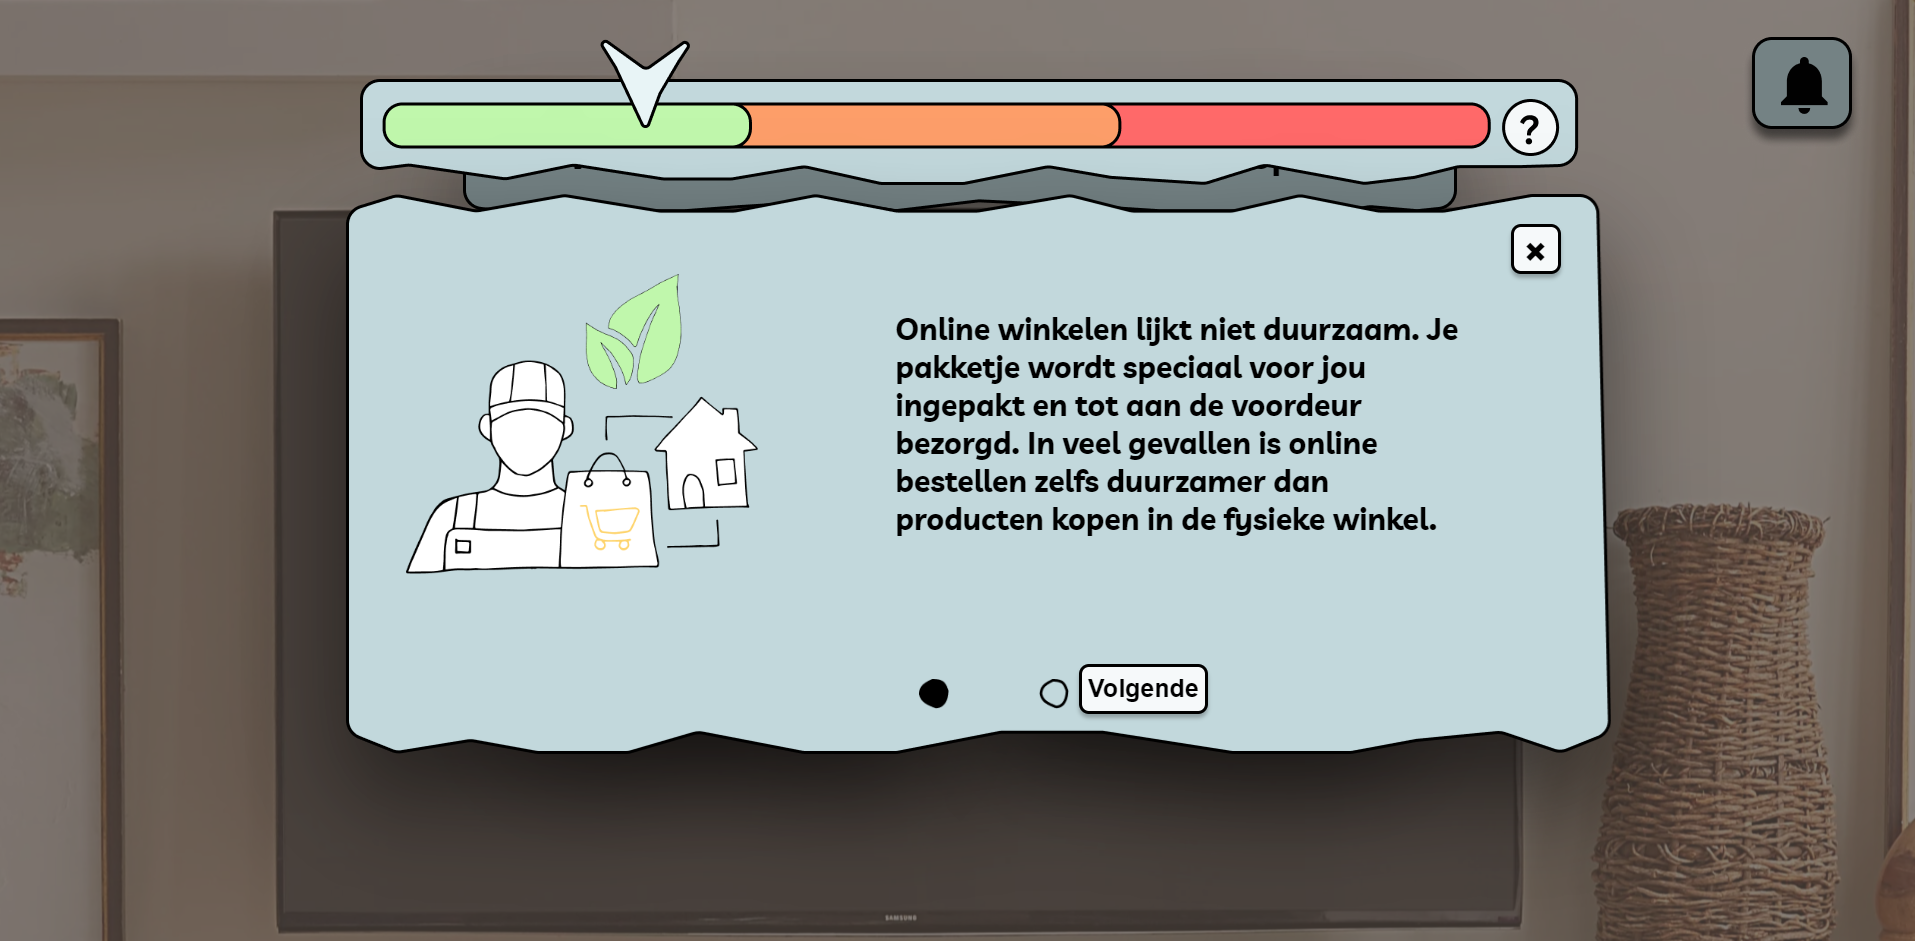 ?
Online winkelen lijkt niet duurzaam. Je
pakketje wordt speciaal voor jou
ingepakt en tot aan de voordeur
bezorgd. In veel gevallen is online
bestellen zelfs duurzamer dan
producten kopen in de fysieke winkel.
Volgende
SAMSUNG